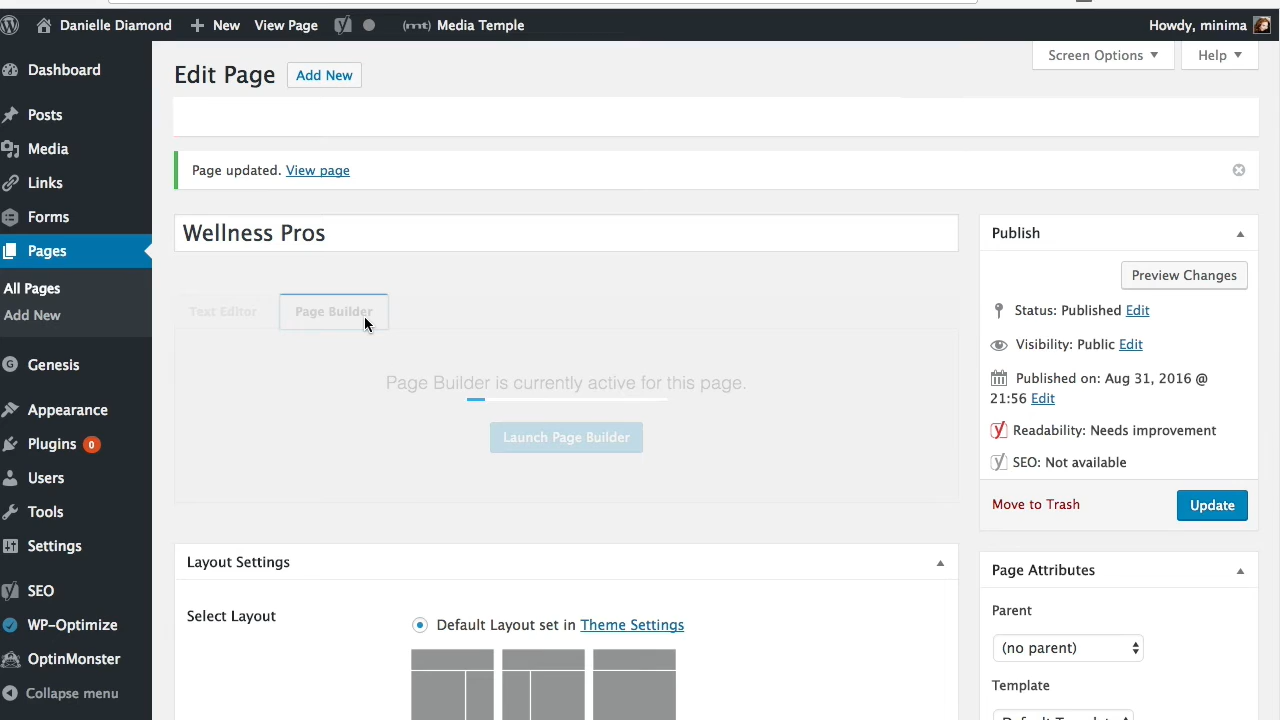 Danielle Diamond
New
View Page
(mt) Media Temple
Howdy, minima
Dashboard
Posts
Media
Links
Forms
Pages
All Pages
Add New
Genesis
Appearance
Plugins 0
Users
Tools
Settings
SEO
WP-Optimize
OptinMonster
Collapse menu
Screen Options
Help
Edit Page
Add New
Page updated. View page
Wellness Pros
Text Editor
Page Builder
Page Builder is currently active for this page.
Launch Page Builder
Layout Settings
Select Layout
Default Layout set in Theme Settings
Publish
Preview Changes
Status: Published Edit
Visibility: Public Edit
Published on: Aug 31, 2016 @
21:56 Edit
Readability: Needs improvement
SEO: Not available
Move to Trash
Update
Page Attributes
Parent
(no parent)
Template
Default Template